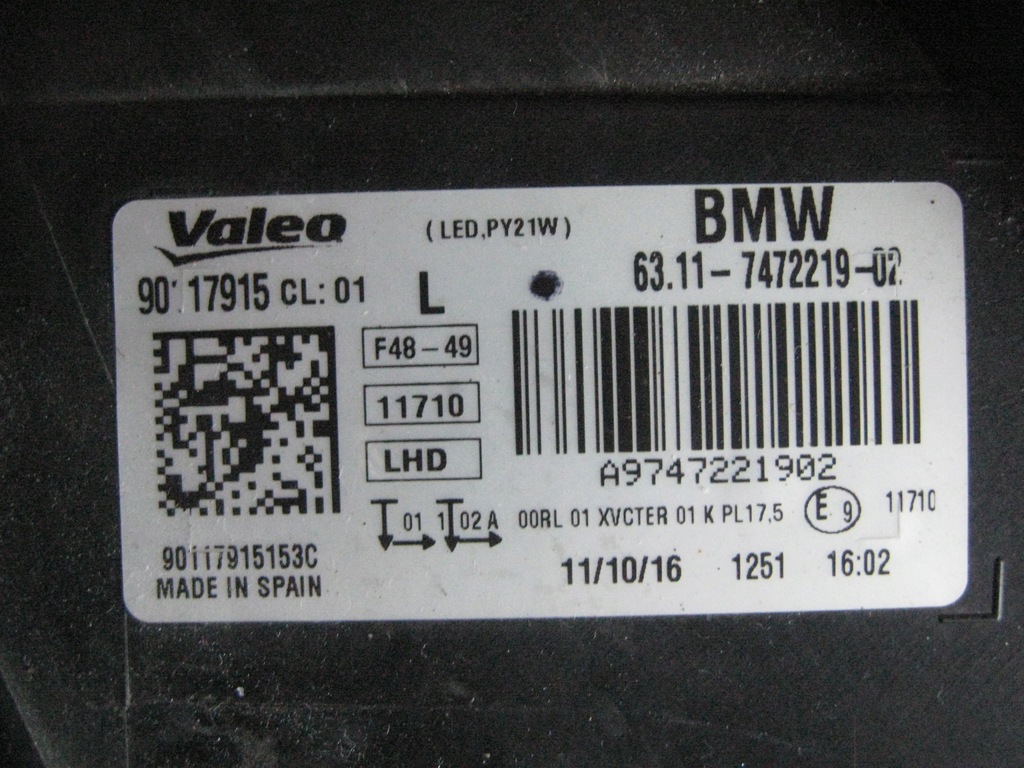 Valeo (LED,PY21W) BMW
90117915 CL: 01 L 63.11-7472219-02
F48-49
11710
LHD
A9747221902
01 1 02 A 00RL 01 XVCTER 01 K PL17,5 E 9 11710
90117915153C 11/10/16 1251 16:02
MADE IN SPAIN